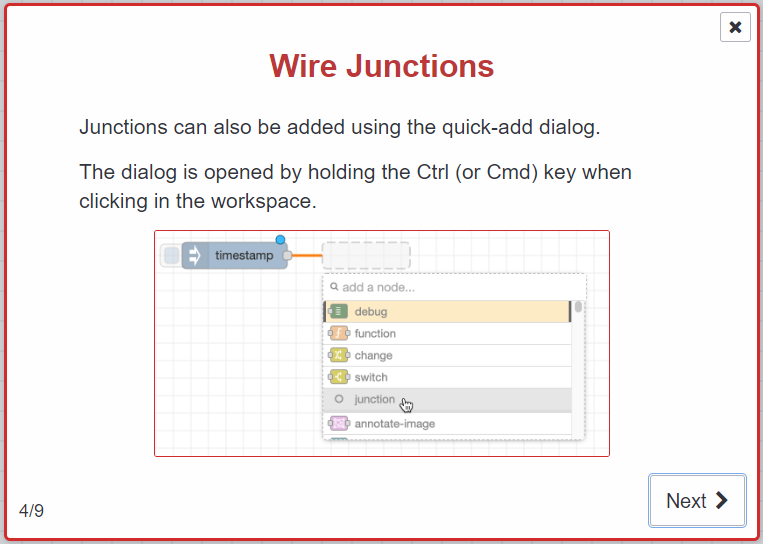 Wire Junctions
Junctions can also be added using the quick-add dialog.
The dialog is opened by holding the Ctrl (or Cmd) key when
clicking in the workspace.
timestamp
add a node...
debug
function
change
switch
junction
annotate-image
4/9
Next